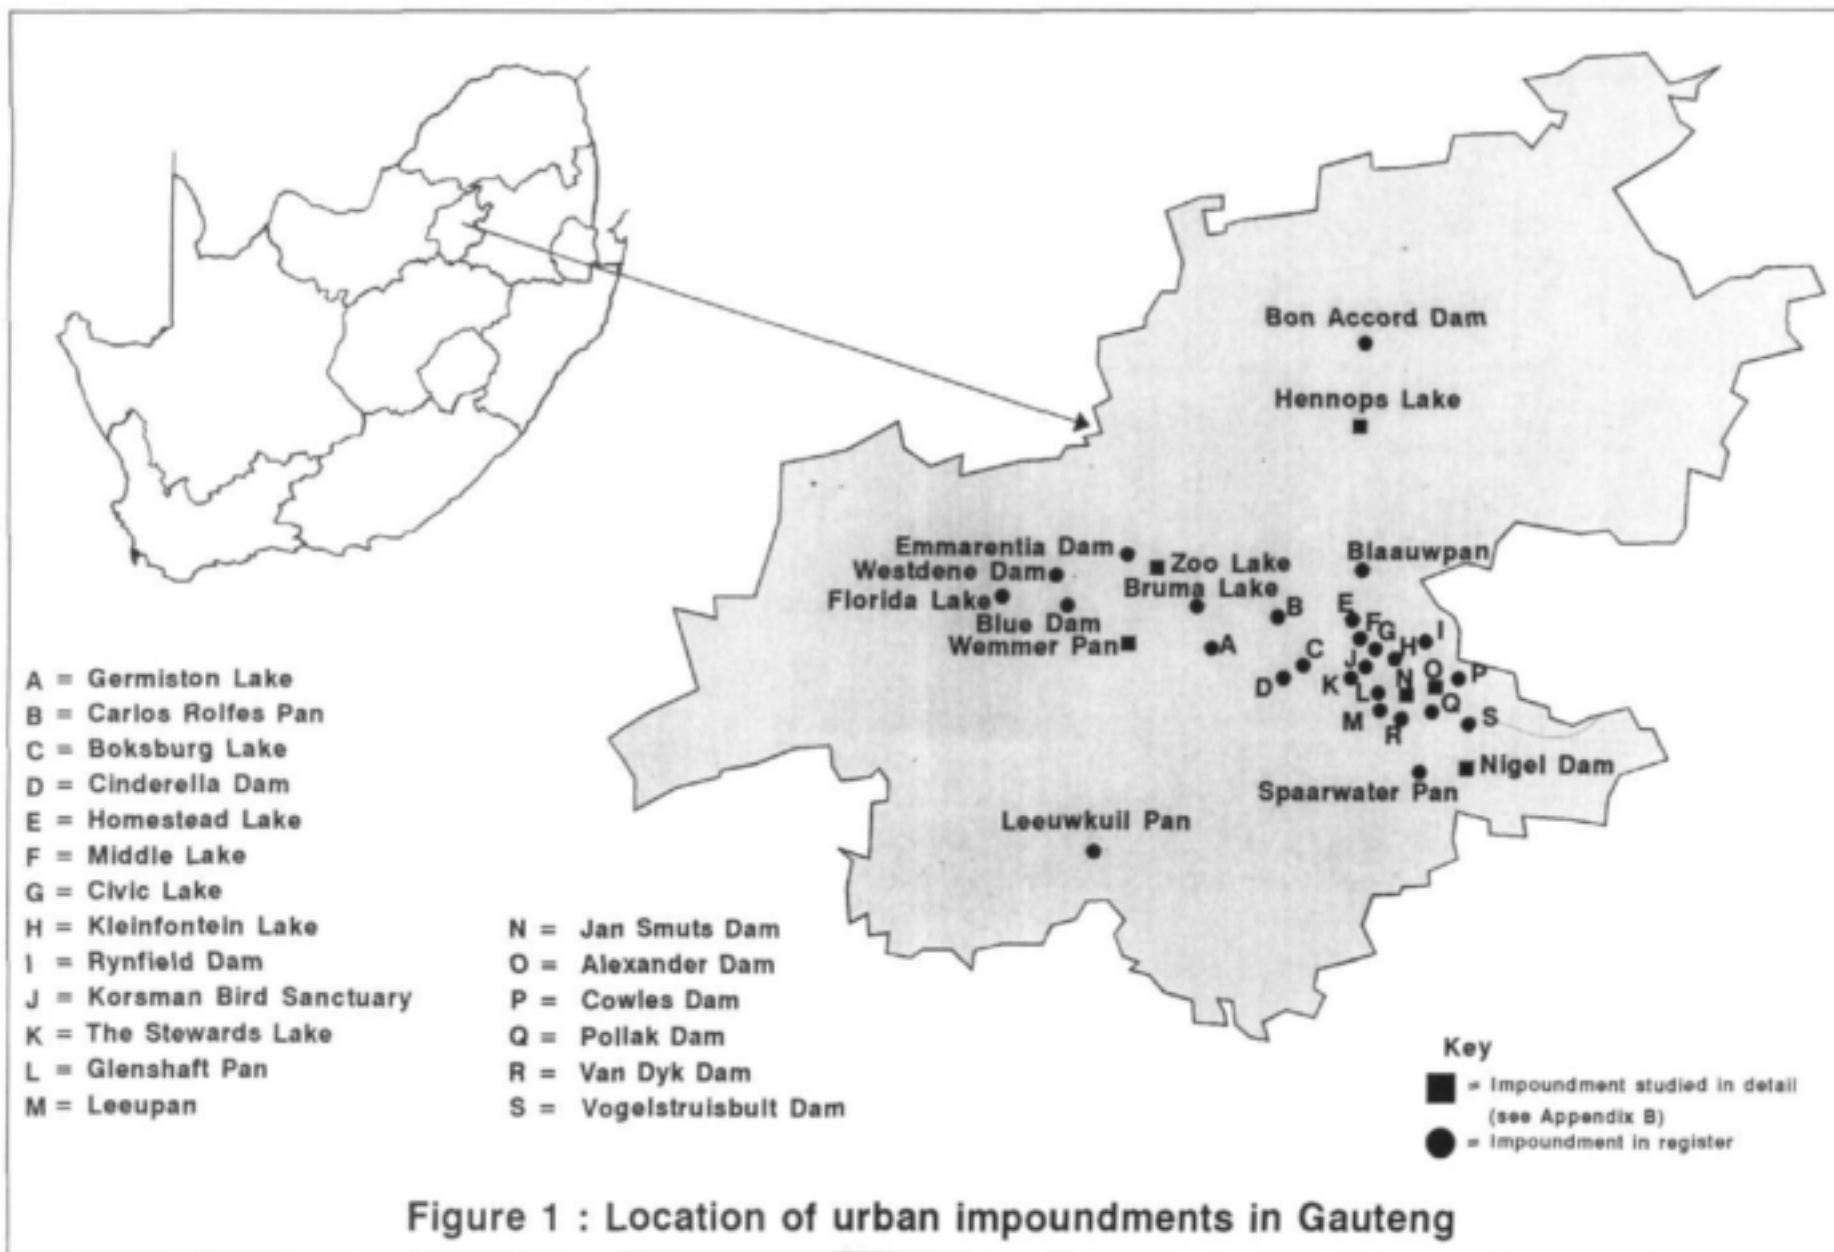 Bon Accord Dam
Hennops Lake
Emmarentia Dam
Zoo Lake
Blaauwpan
Westdene Dam
Bruma Lake
Florida Lake
Blue Dam
Wemmer Pan
A
B
C
D
E
F
G
H
I
J
K
L
M
N
O
P
Q
R
S
Nigel Dam
Spaarwater Pan
Leeuwkuil Pan
A = Germiston Lake
B = Carlos Rolfes Pan
C = Boksburg Lake
D = Cinderella Dam
E = Homestead Lake
F = Middle Lake
G = Civic Lake
H = Kleinfontein Lake
I = Rynfield Dam
J = Korsman Bird Sanctuary
K = The Stewards Lake
L = Glenshaft Pan
M = Leeupan
N = Jan Smuts Dam
O = Alexander Dam
P = Cowles Dam
Q = Pollak Dam
R = Van Dyk Dam
S = Vogelstruisbult Dam
Key
= Impoundment studied in detail
(see Appendix B)
= Impoundment in register
Figure 1 : Location of urban impoundments in Gauteng